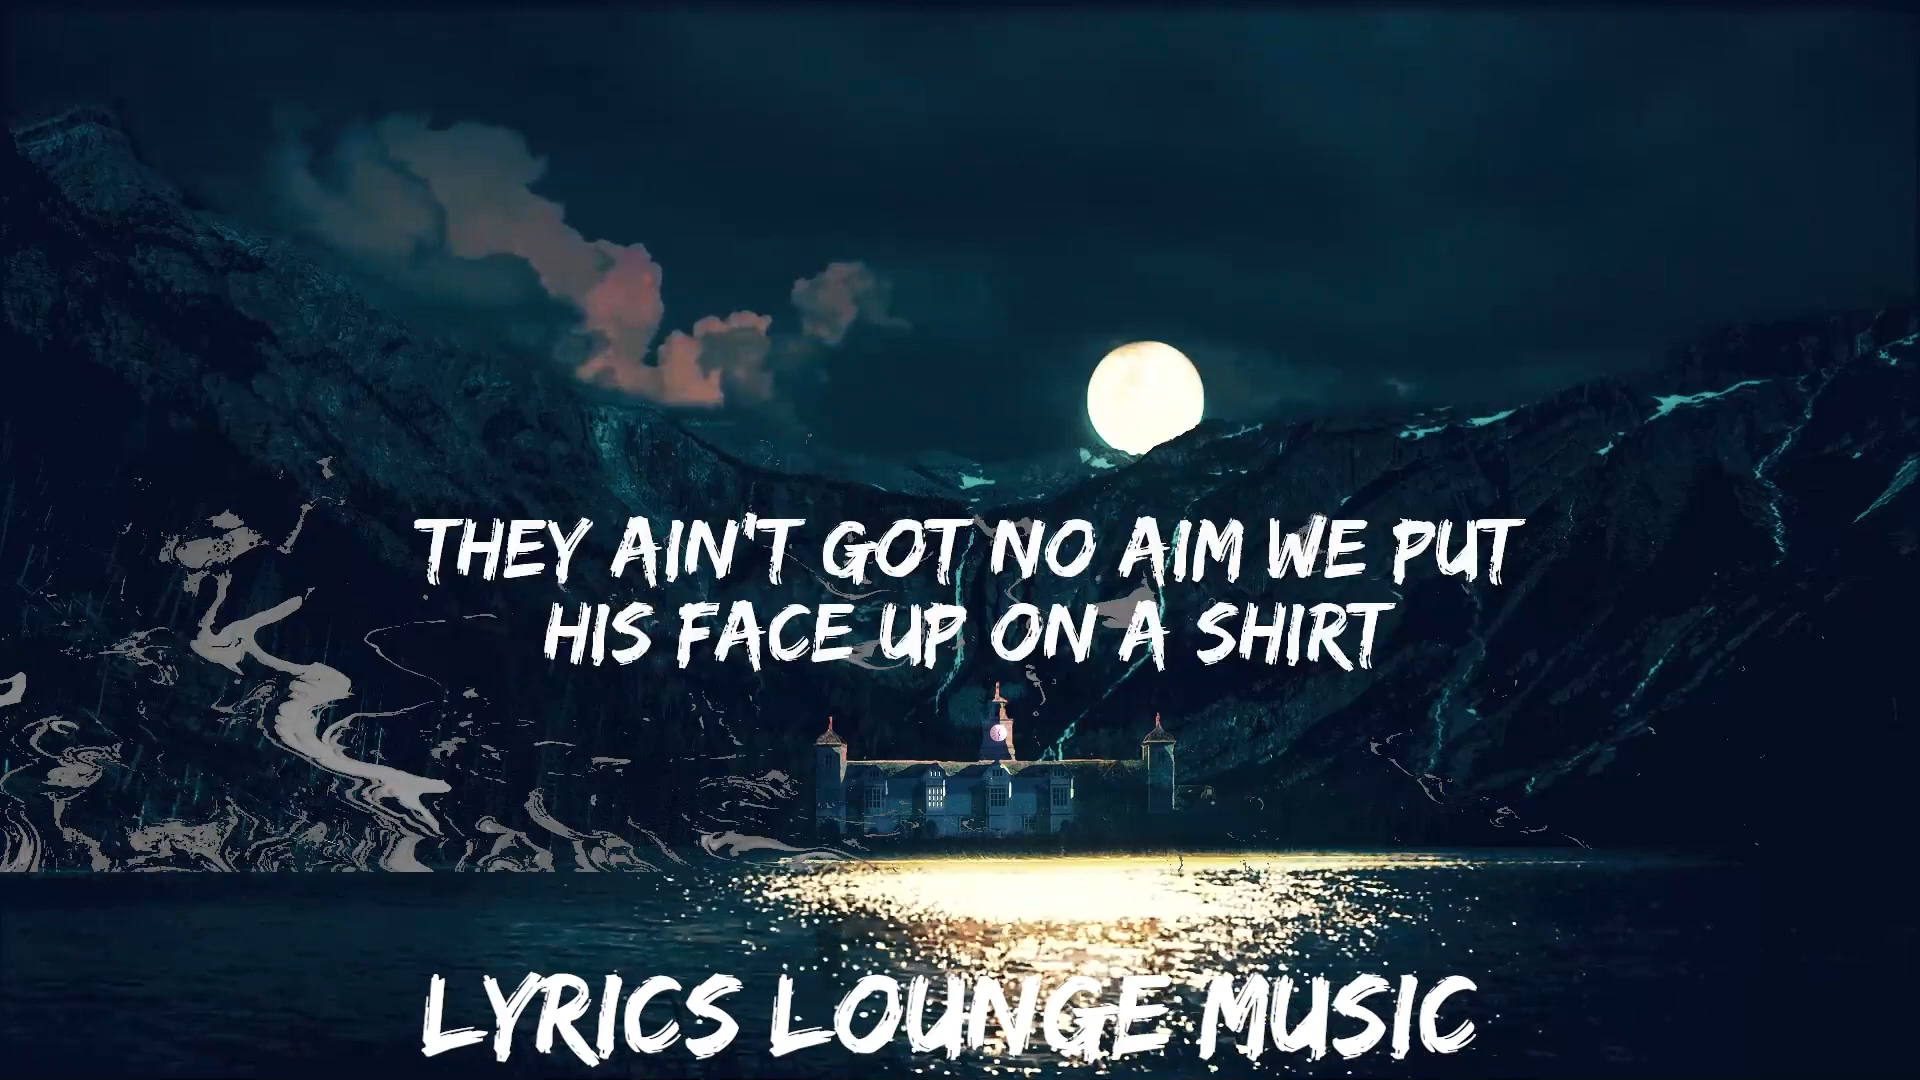 THEY AIN'T GOT NO AIM WE PUT
HIS FACE UP ON A SHIRT
LYRICS LOUNGE MUSIC